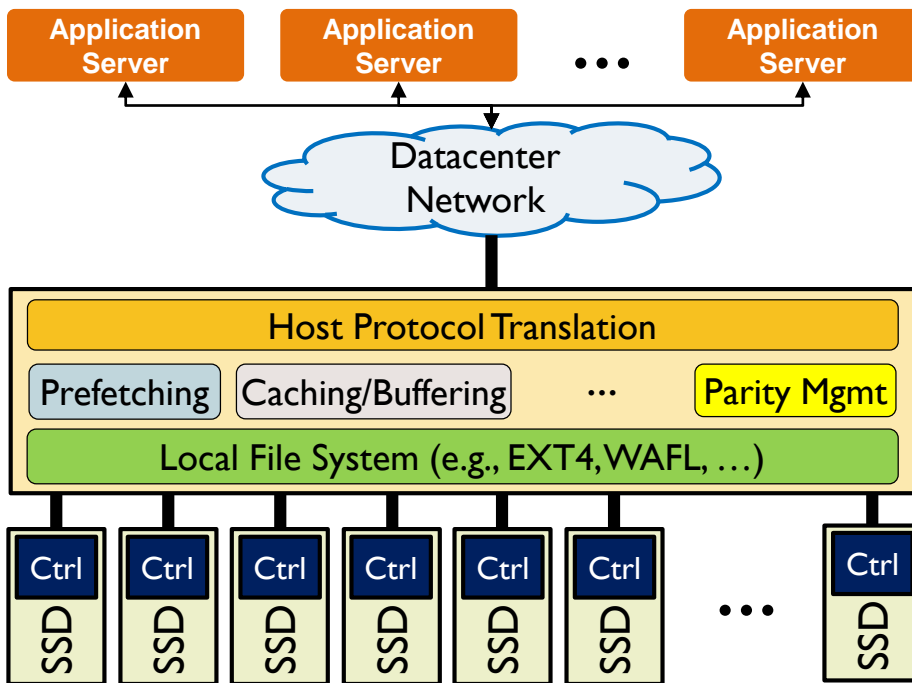 Application
Server
Application
Server
...
Application
Server
Datacenter
Network
Host Protocol Translation
Prefetching
Caching/Buffering
...
Parity Mgmt
Local File System (e.g., EXT4, WAFL, ...)
Ctrl
SSD
Ctrl
SSD
Ctrl
SSD
Ctrl
SSD
Ctrl
SSD
Ctrl
SSD
...
Ctrl
SSD